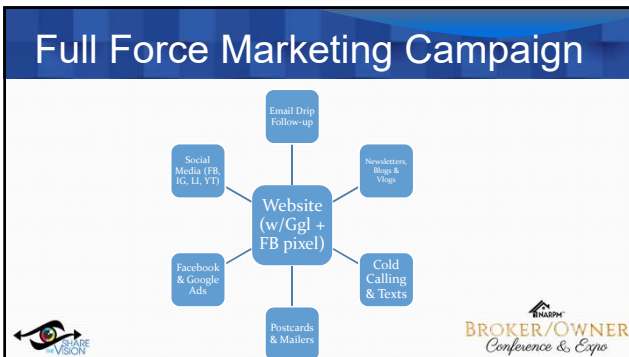 Full Force Marketing Campaign
Email Drip
Follow-up
Newsletters,
Blogs &
Vlogs
Cold
Calling
& Texts
Postcards
& Mailers
Facebook
& Google
Ads
Social
Media (FB,
IG, LI, YT)
Website
(w/Ggl +
FB pixel)
SHARE
THE VISION
NARPM
BROKER/OWNER
Conference & Expo